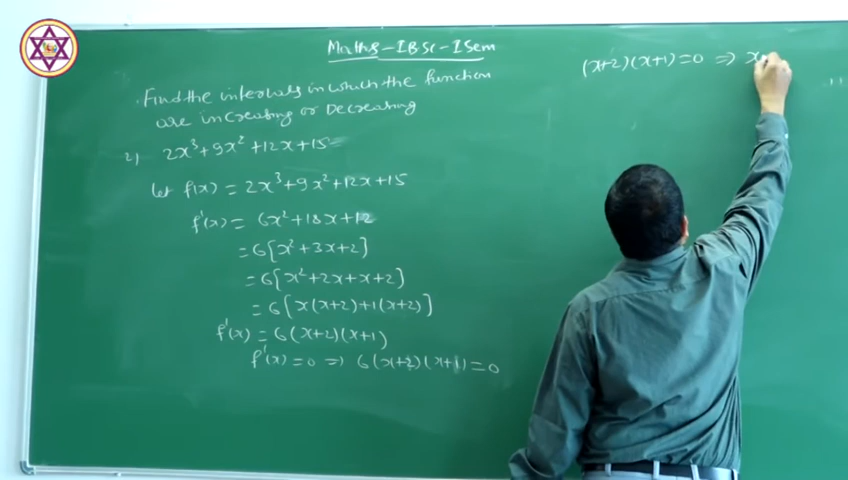 Maths - I BSc - I Sem
Find the intervals in which the function
are increasing or Decreasing
2) 2x³+9x²+12x+15
let f(x) = 2x³+9x²+12x+15
f'(x) = 6x²+18x+12
= 6[x²+3x+2]
= 6[x²+2x+x+2]
= 6[x(x+2)+1(x+2)]
f'(x) = 6(x+2)(x+1)
f'(x) = 0 ⇒ 6(x+2)(x+1) = 0
(x+2)(x+1) = 0 ⇒ x